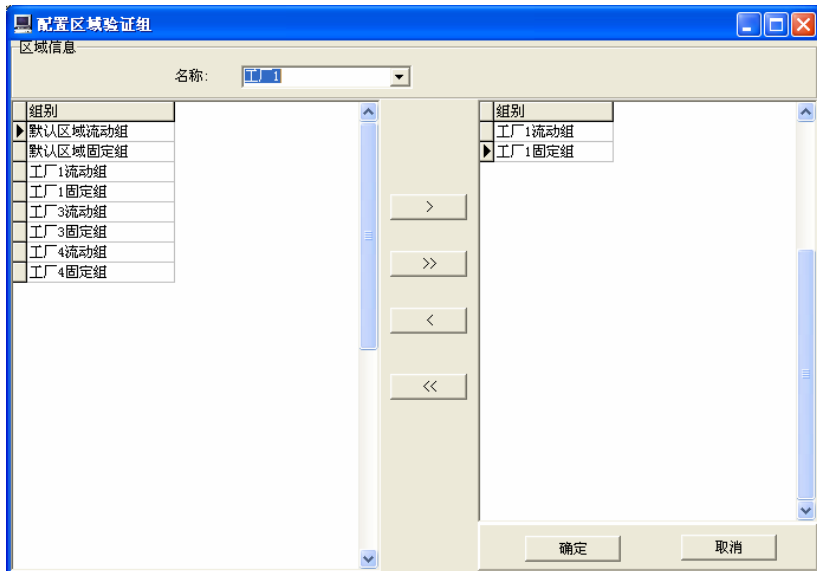 配置区域验证组
区域信息
名称: 工厂1
组别
默认区域流动组
默认区域固定组
工厂1流动组
工厂1固定组
工厂3流动组
工厂3固定组
工厂4流动组
工厂4固定组
>
>>
<
<<
组别
工厂1流动组
工厂1固定组
确定 取消